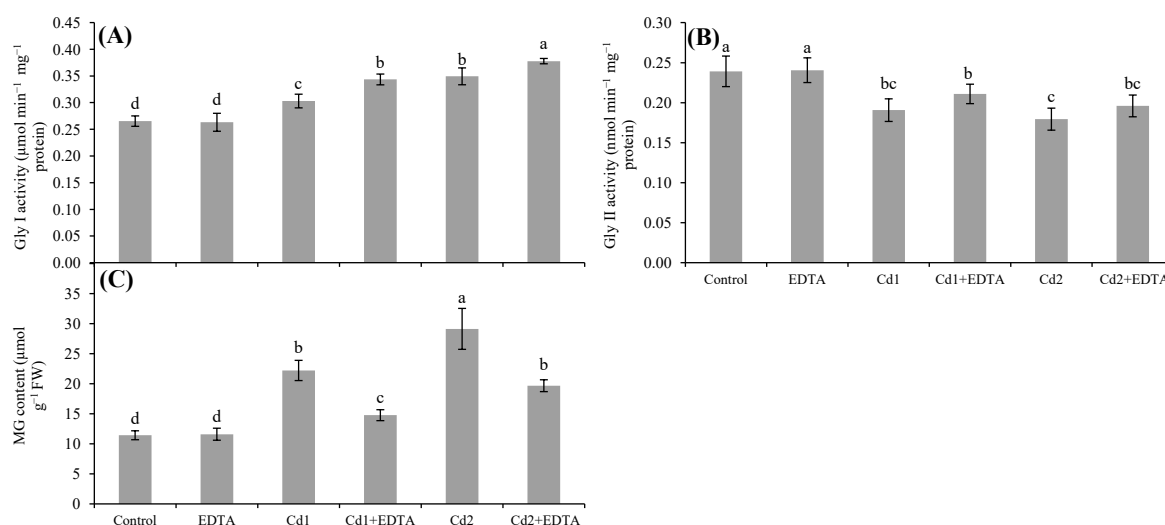 (A)
Gly I activity (µmol min⁻¹ mg⁻¹
protein)
0.45
0.40
0.35
0.30
0.25
0.20
0.15
0.10
0.05
0.00
d
d
c
b
b
a
(B)
Gly II activity (nmol min⁻¹ mg⁻¹
protein)
0.30
0.25
0.20
0.15
0.10
0.05
0.00
a
a
bc
b
c
bc
Control EDTA Cd1 Cd1+EDTA Cd2 Cd2+EDTA
(C)
MG content (µmol
g⁻¹ FW)
35
30
25
20
15
10
5
0
d
d
b
c
a
b
Control EDTA Cd1 Cd1+EDTA Cd2 Cd2+EDTA